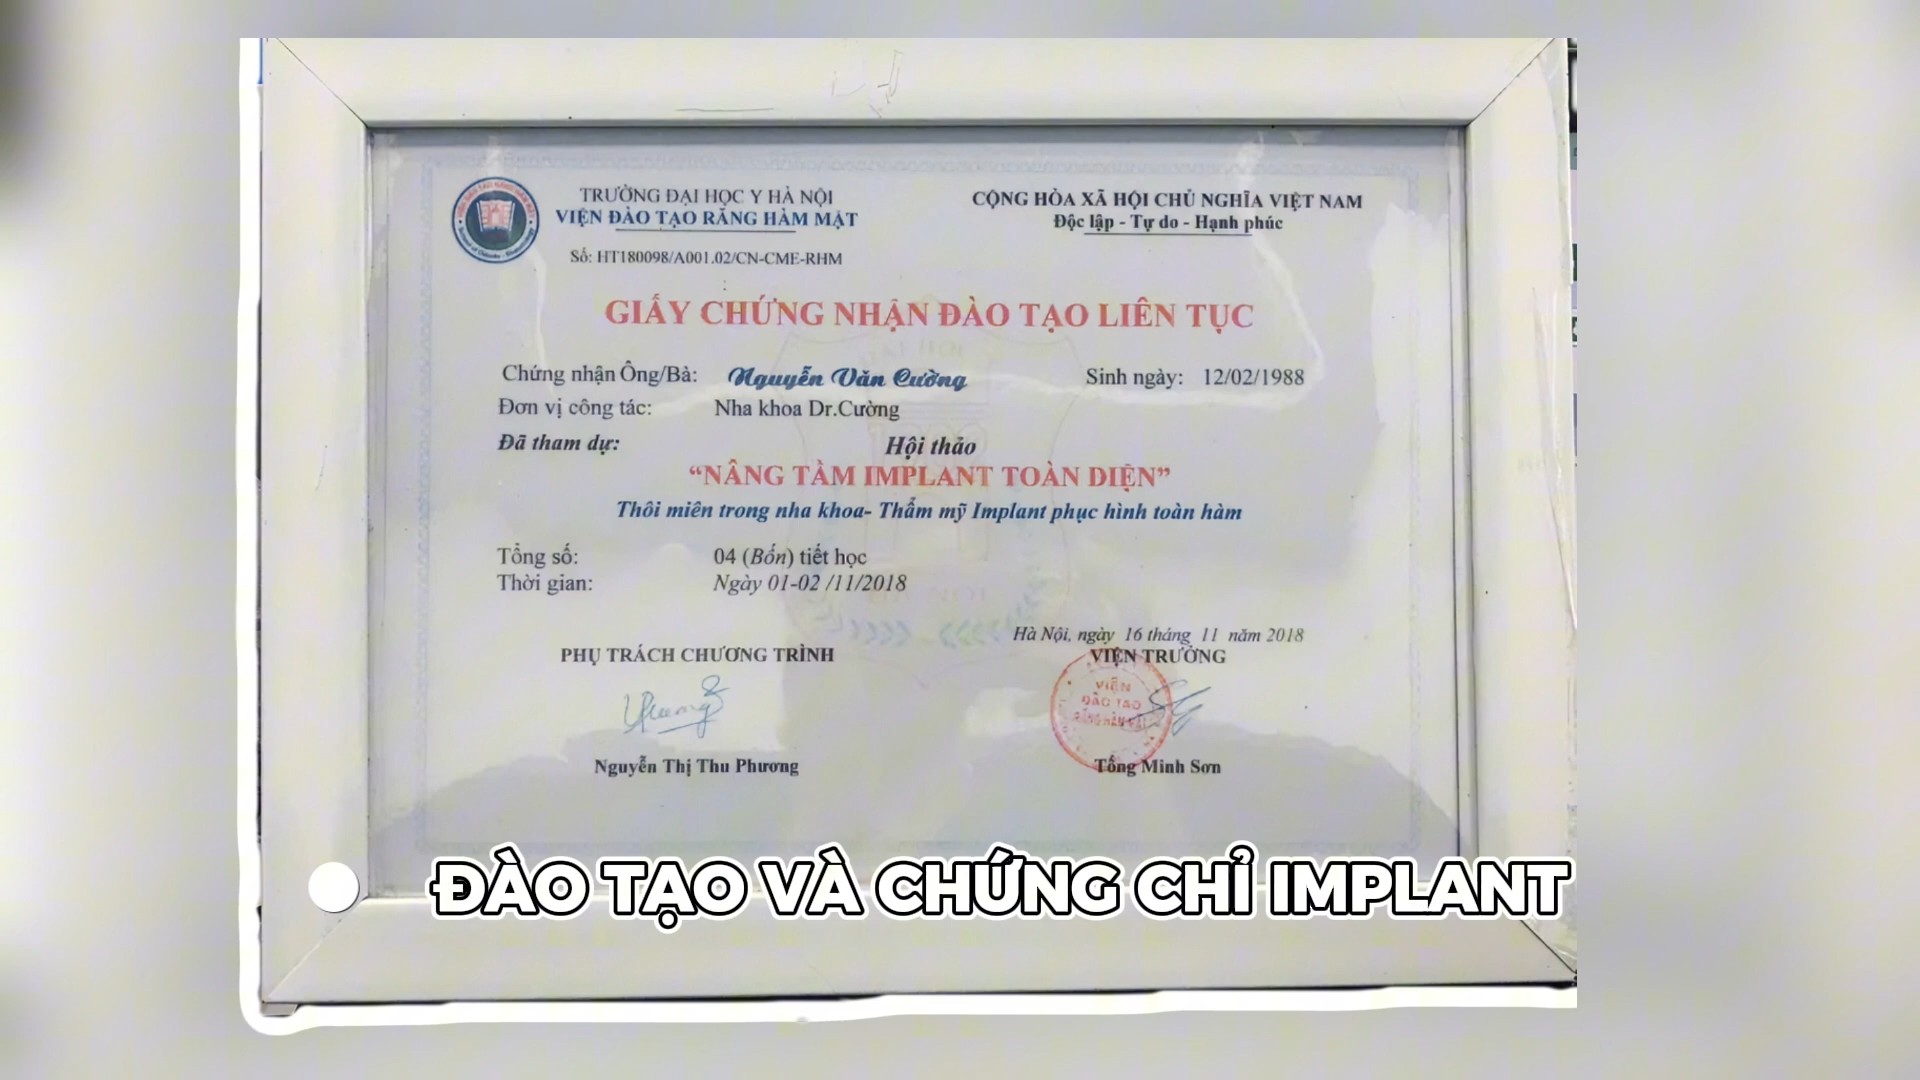 TRƯỜNG ĐẠI HỌC Y HÀ NỘI
VIỆN ĐÀO TẠO RĂNG HÀM MẶT
Số: HT180098/A001.02/CN-CME-RHM
CỘNG HÒA XÃ HỘI CHỦ NGHĨA VIỆT NAM
Độc lập - Tự do - Hạnh phúc
GIẤY CHỨNG NHẬN ĐÀO TẠO LIÊN TỤC
Chứng nhận Ông/Bà: Nguyễn Văn Cường Sinh ngày: 12/02/1988
Đơn vị công tác: Nha khoa Dr.Cường
Đã tham dự: Hội thảo
“NÂNG TẦM IMPLANT TOÀN DIỆN”
Thôi miên trong nha khoa- Thẩm mỹ Implant phục hình toàn hàm
Tổng số: 04 (Bốn) tiết học
Thời gian: Ngày 01-02 /11/2018
Hà Nội, ngày 16 tháng 11 năm 2018
PHỤ TRÁCH CHƯƠNG TRÌNH
VIỆN TRƯỞNG
VIỆN
ĐÀO TẠO
RĂNG HÀM MẶT
Nguyễn Thị Thu Phương
Tống Minh Sơn
ĐÀO TẠO VÀ CHỨNG CHỈ IMPLANT